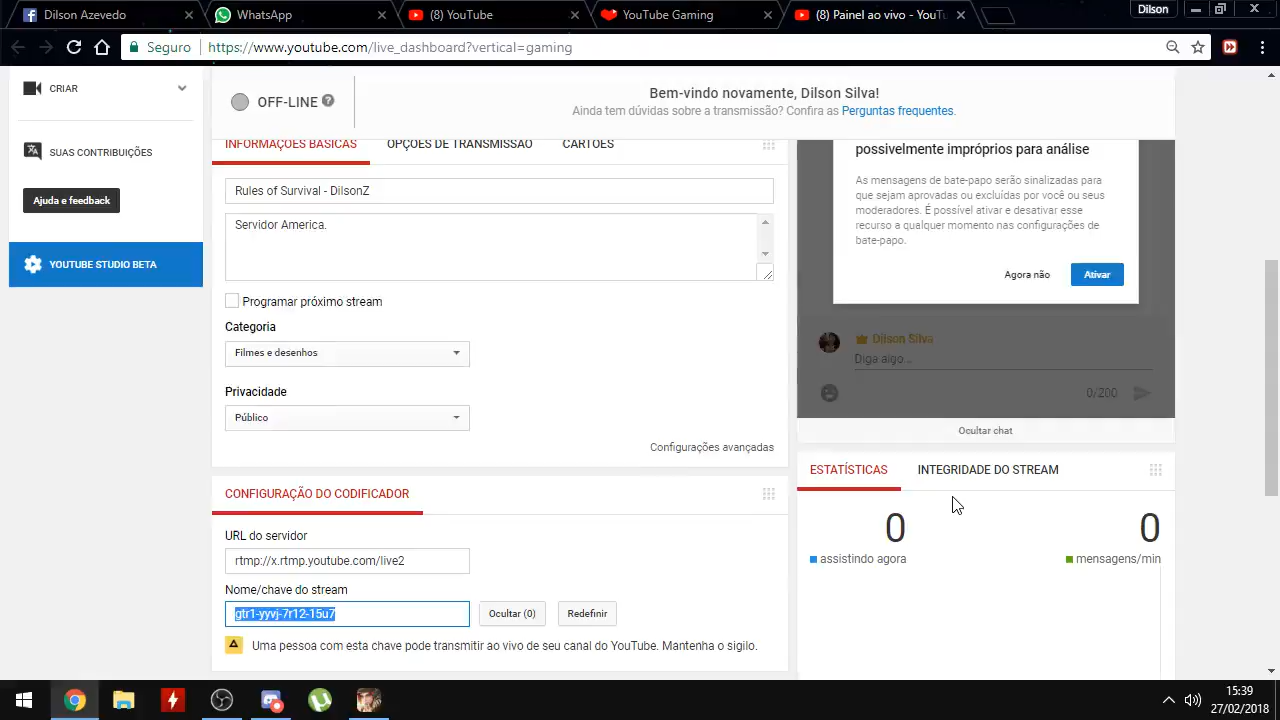 Dilson Azevedo
WhatsApp
(8) YouTube
YouTube Gaming
(8) Painel ao vivo - YouTu
Dilson
Seguro
https://www.youtube.com/live_dashboard?vertical=gaming
CRIAR
SUAS CONTRIBUIÇÕES
Ajuda e feedback
YOUTUBE STUDIO BETA
OFF-LINE
Bem-vindo novamente, Dilson Silva!
Ainda tem dúvidas sobre a transmissão? Confira as Perguntas frequentes.
INFORMAÇÕES BÁSICAS
OPÇÕES DE TRANSMISSÃO
CARTÕES
Rules of Survival - DilsonZ
Servidor America.
Programar próximo stream
Categoria
Filmes e desenhos
Privacidade
Público
Configurações avançadas
CONFIGURAÇÃO DO CODIFICADOR
URL do servidor
rtmp://x.rtmp.youtube.com/live2
Nome/chave do stream
gtr1-yyvj-7r12-15u7
Ocultar (0)
Redefinir
Uma pessoa com esta chave pode transmitir ao vivo de seu canal do YouTube. Mantenha o sigilo.
possivelmente impróprios para análise
As mensagens de bate-papo serão sinalizadas para
que sejam aprovadas ou excluídas por você ou seus
moderadores. É possível ativar e desativar esse
recurso a qualquer momento nas configurações de
bate-papo.
Agora não
Ativar
Dilson Silva
Diga algo...
0/200
Ocultar chat
ESTATÍSTICAS
INTEGRIDADE DO STREAM
0
0
assistindo agora
mensagens/min
15:39
27/02/2018